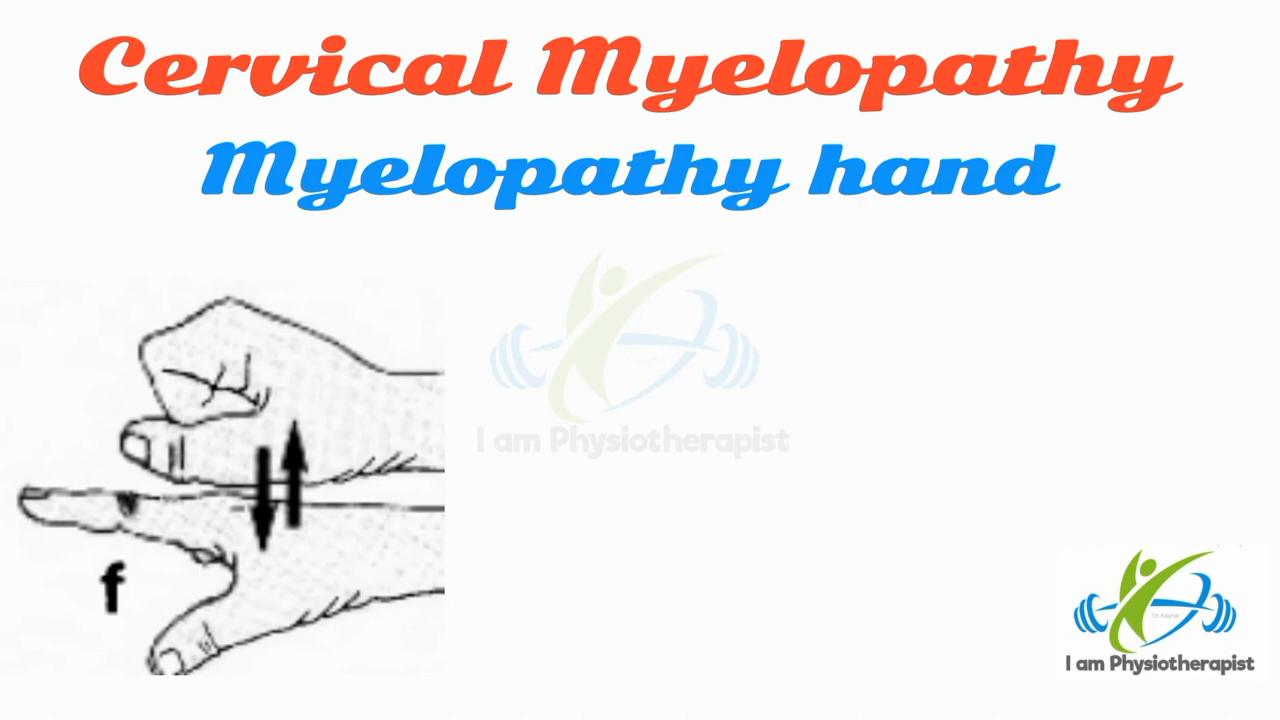 Cervical Myelopathy
Myelopathy hand
I am Physiotherapist
f
I am Physiotherapist